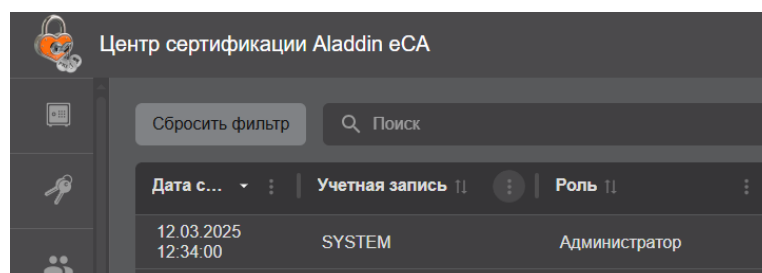 Центр сертификации Aladdin eCA
Сбросить фильтр Поиск
Дата с... Учетная запись Роль
12.03.2025
12:34:00 SYSTEM Администратор